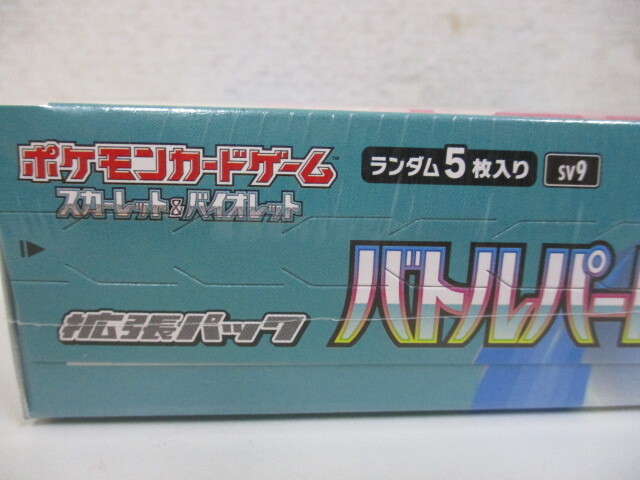 ポケモンカードゲーム™
スカーレット&バイオレット
ランダム5枚入り
SV9
拡張パック
バトルパー